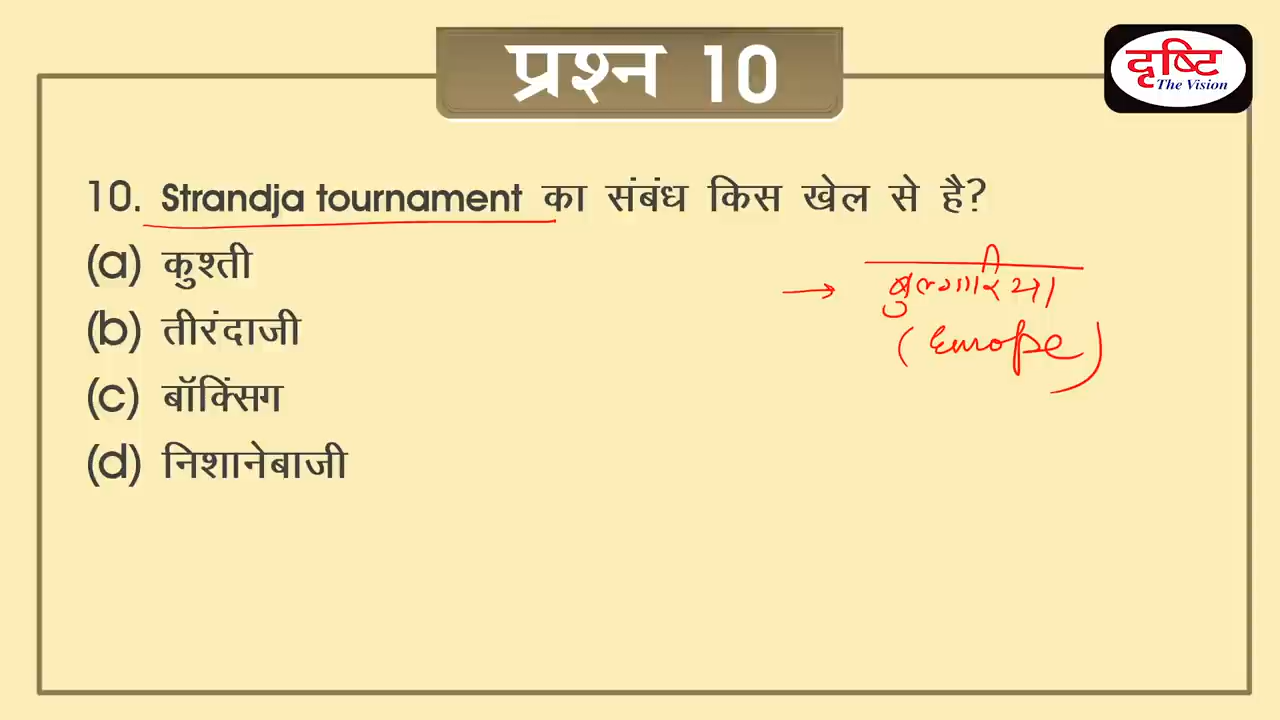 प्रश्न 10
दृष्टि
The Vision
10. Strandja tournament का संबंध किस खेल से है?
(a) कुश्ती
(b) तीरंदाजी
(c) बॉक्सिंग
(d) निशानेबाजी
→ बुल्गारिया
(Europe)